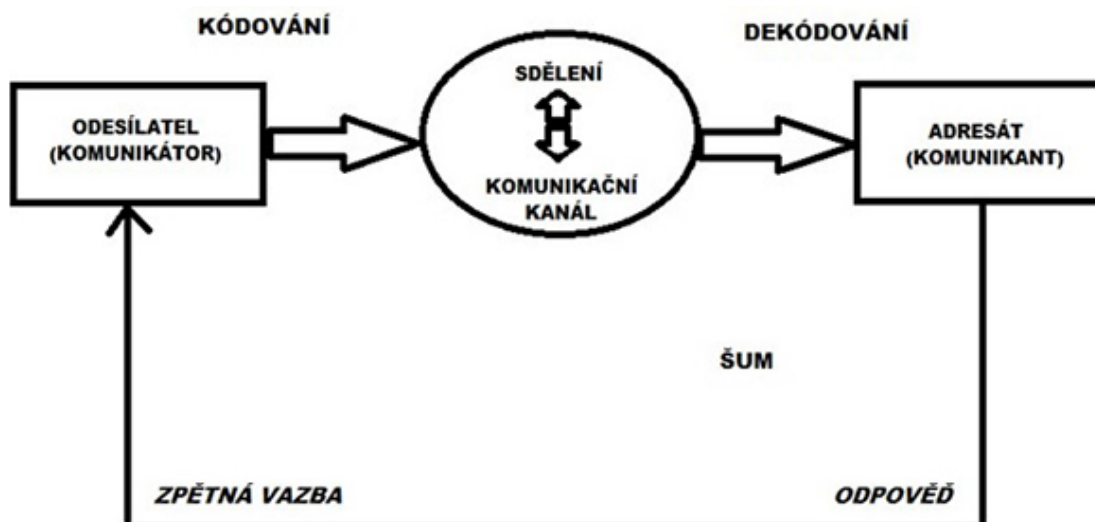 KÓDOVÁNÍ
DEKÓDOVÁNÍ
ODESÍLATEL
(KOMUNIKÁTOR)
SDĚLENÍ
KOMUNIKAČNÍ
KANÁL
ADRESÁT
(KOMUNIKANT)
ŠUM
ZPĚTNÁ VAZBA
ODPOVĚĎ